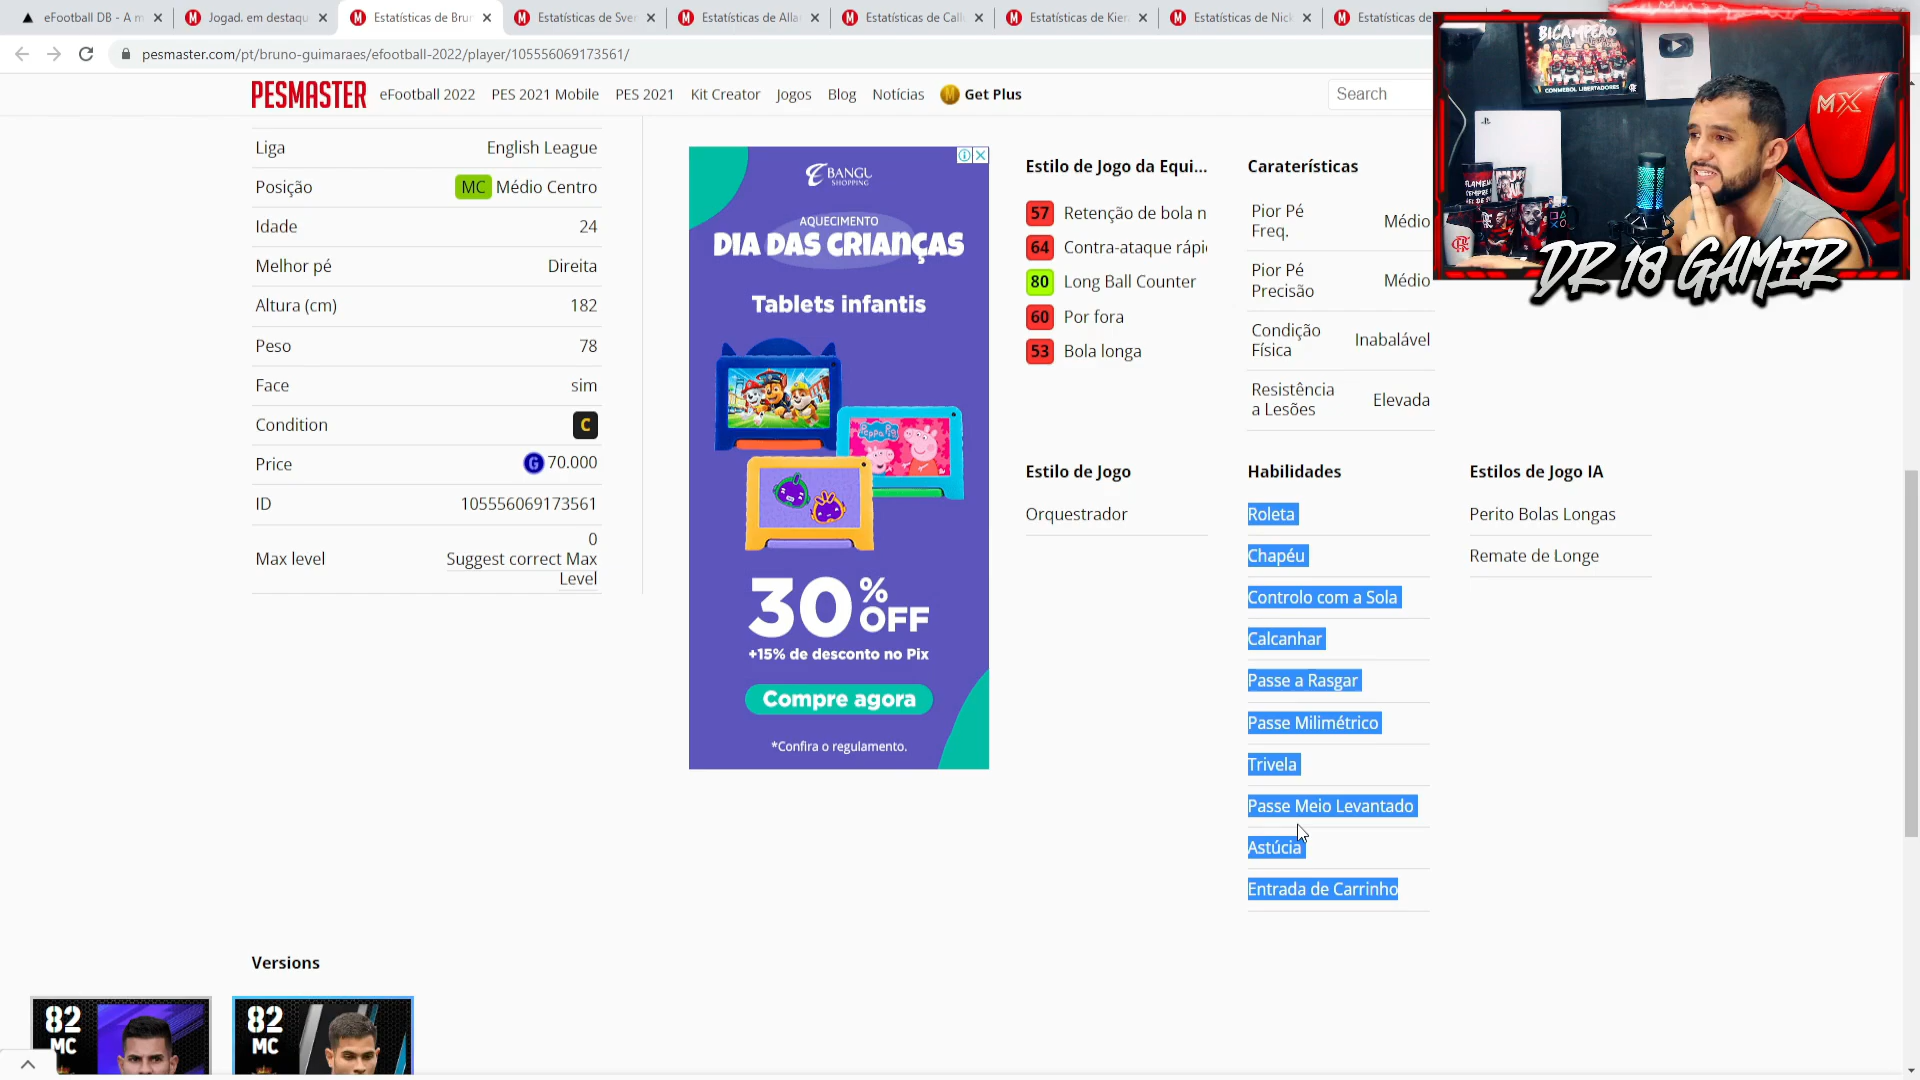 eFootball DB - A m
Jogad. em destaqu
Estatísticas de Bru
Estatísticas de Sve
Estatísticas de Alla
Estatísticas de Call
Estatísticas de Kie
Estatísticas de Nick
Estatísticas de
pesmaster.com/pt/bruno-guimaraes/efootball-2022/player/105556069173561/
PESMASTER
eFootball 2022
PES 2021 Mobile
PES 2021
Kit Creator
Jogos
Blog
Notícias
Get Plus
Search
Liga English League
Posição MC Médio Centro
Idade 24
Melhor pé Direita
Altura (cm) 182
Peso 78
Face sim
Condition C
Price G 70.000
ID 105556069173561
Max level 0
Suggest correct Max
Level
BANGU
SHOPPING
AQUECIMENTO
DIA DAS CRIANÇAS
Tablets infantis
Peppa Pig
30% OFF
+15% de desconto no Pix
Compre agora
*Confira o regulamento.
Estilo de Jogo da Equi...
57 Retenção de bola n
64 Contra-ataque rápi
80 Long Ball Counter
60 Por fora
53 Bola longa
Caraterísticas
Pior Pé
Freq. Médio
Pior Pé
Precisão Médio
Condição
Física Inabalável
Resistência
a Lesões Elevada
Estilo de Jogo
Orquestrador
Habilidades
Roleta
Chapéu
Controlo com a Sola
Calcanhar
Passe a Rasgar
Passe Milimétrico
Trivela
Passe Meio Levantado
Astúcia
Entrada de Carrinho
Estilos de Jogo IA
Perito Bolas Longas
Remate de Longe
Versions
82
MC
82
MC
BICAMPEÃO
CONMEBOL LIBERTADORES
MX
DR 18 GAMER